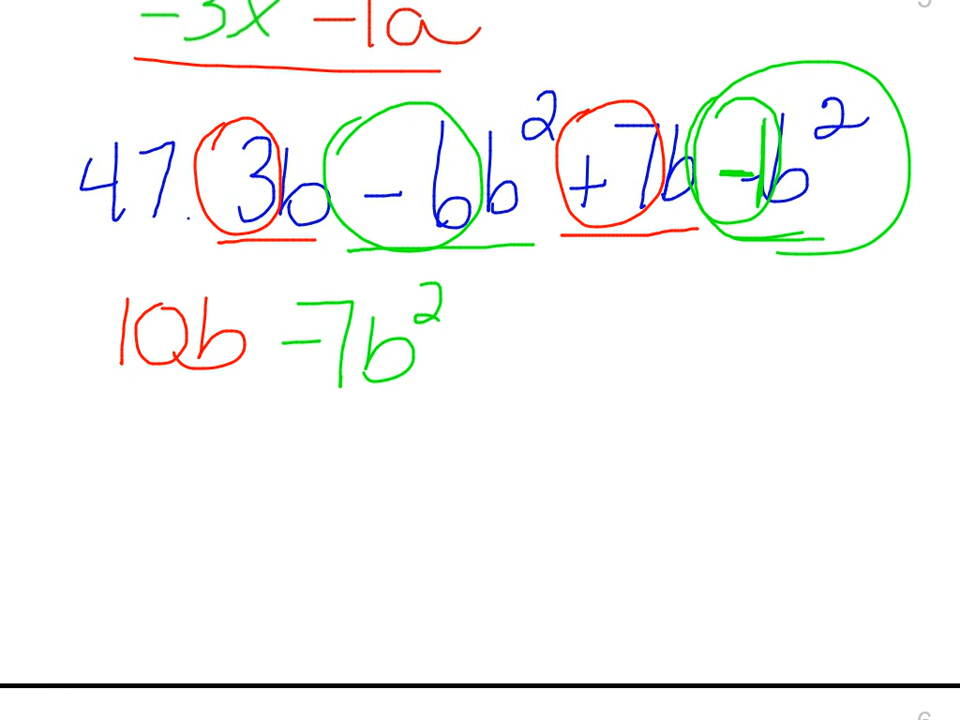 -3x -1a
47. 3b - 6b² + 7b - 1b²
10b - 7b²